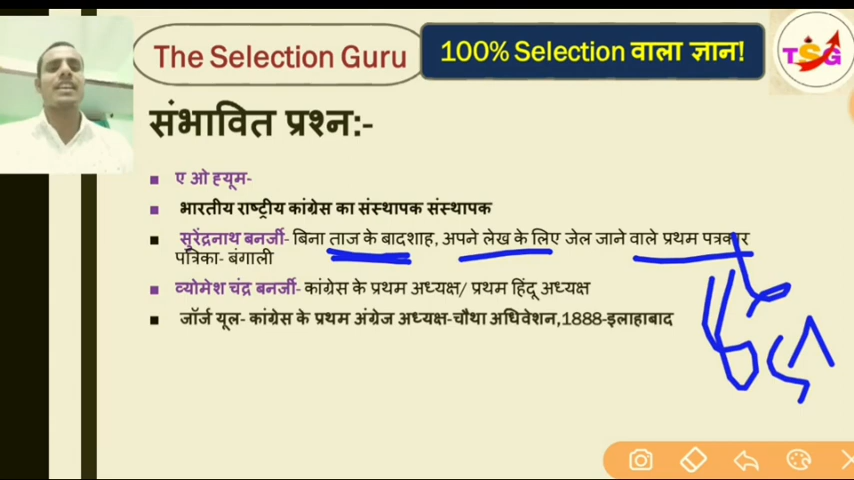 The Selection Guru
100% Selection वाला ज्ञान!
TSG
संभावित प्रश्न:-
ए ओ ह्यूम-
भारतीय राष्ट्रीय कांग्रेस का संस्थापक संस्थापक
सुरेंद्रनाथ बनर्जी- बिना ताज के बादशाह, अपने लेख के लिए जेल जाने वाले प्रथम पत्रकार
पत्रिका- बंगाली
व्योमेश चंद्र बनर्जी- कांग्रेस के प्रथम अध्यक्ष/ प्रथम हिंदू अध्यक्ष
जॉर्ज यूल- कांग्रेस के प्रथम अंग्रेज अध्यक्ष-चौथा अधिवेशन,1888-इलाहाबाद